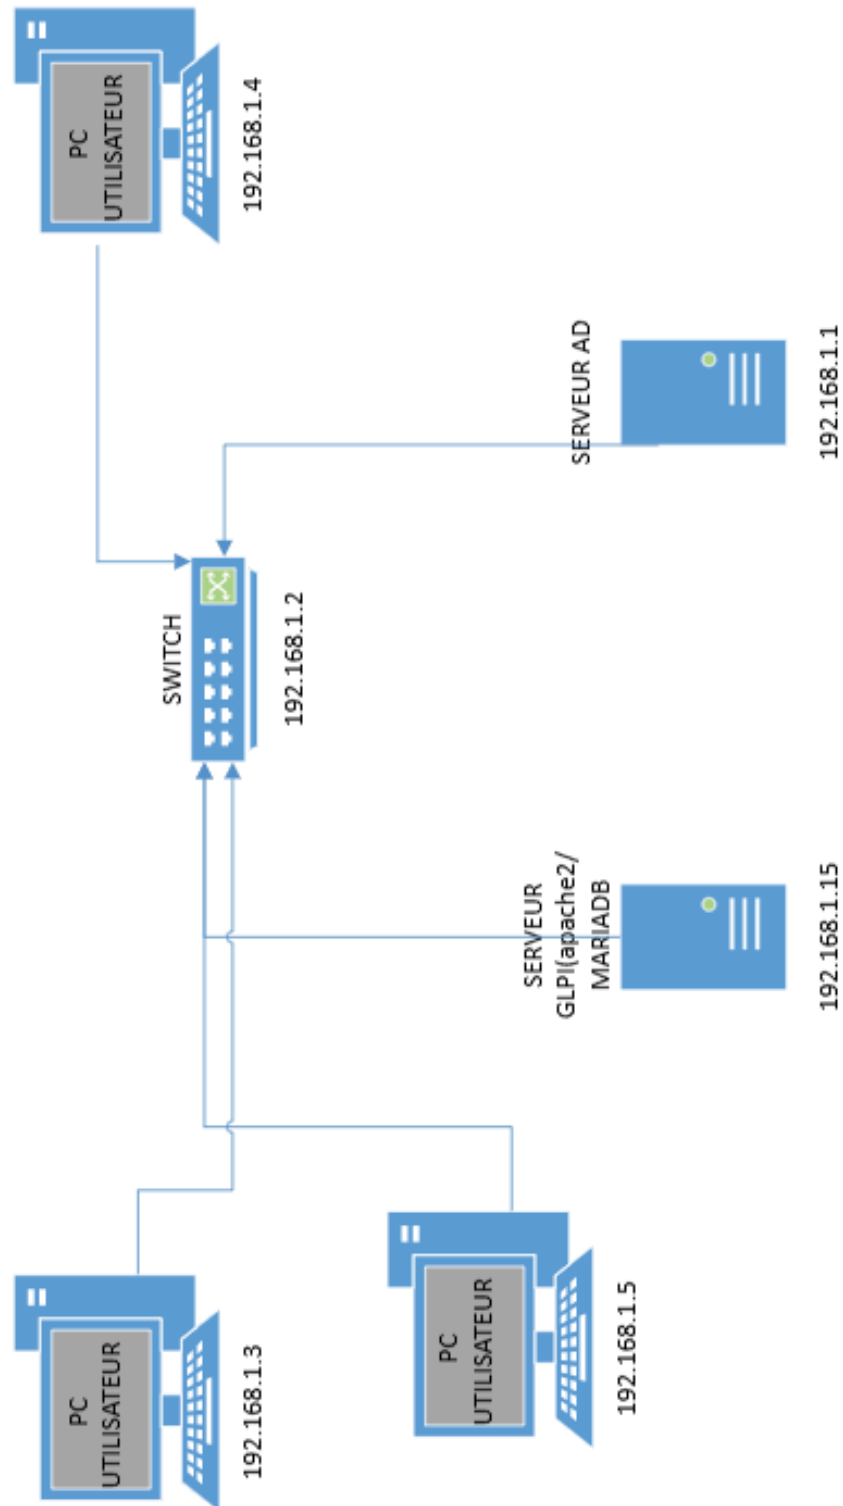 PC
UTILISATEUR
192.168.1.3
PC
UTILISATEUR
192.168.1.4
SWITCH
192.168.1.2
PC
UTILISATEUR
192.168.1.5
SERVEUR
GLPI(apache2/
MARIADB
192.168.1.15
SERVEUR AD
192.168.1.1